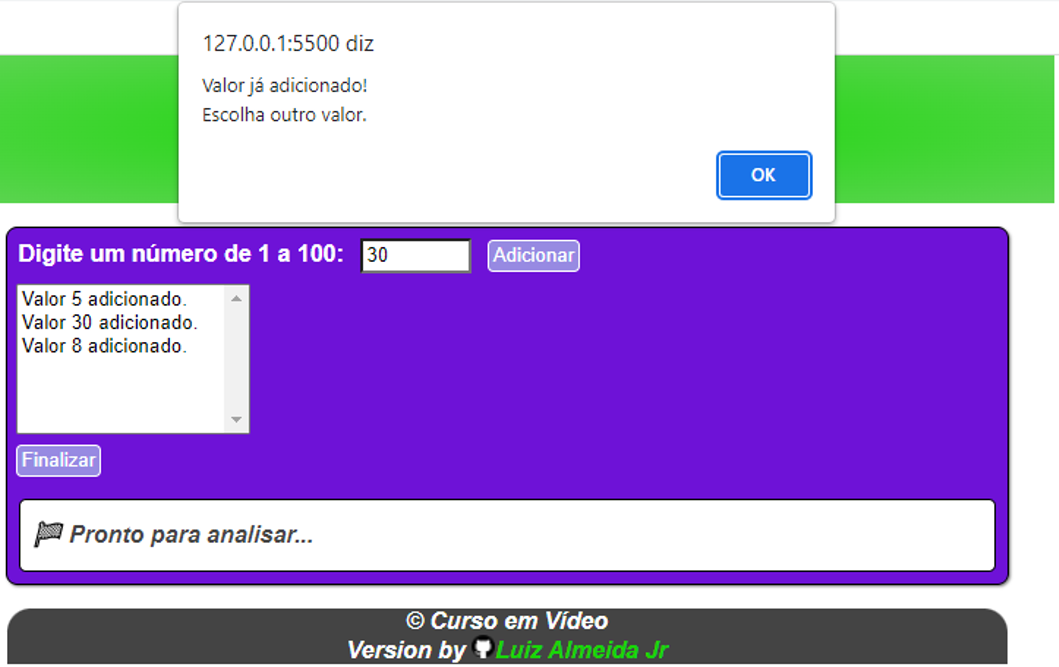 127.0.0.1:5500 diz
Valor já adicionado!
Escolha outro valor.
OK
Digite um número de 1 a 100: 30 Adicionar
Valor 5 adicionado.
Valor 30 adicionado.
Valor 8 adicionado.
Finalizar
Pronto para analisar...
© Curso em Vídeo
Version by Luiz Almeida Jr